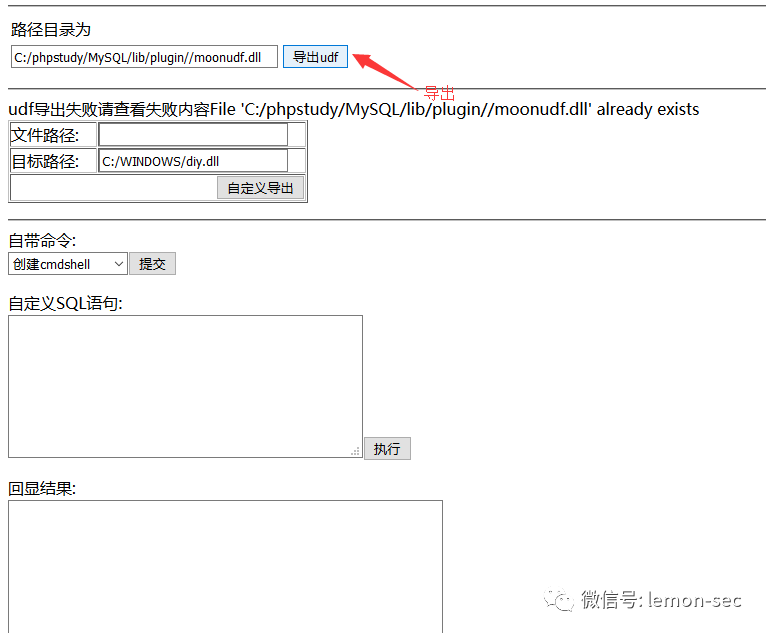 路径目录为
C:/phpstudy/MySQL/lib/plugin//moonudf.dll 导出udf
导出
udf导出失败请查看失败内容File 'C:/phpstudy/MySQL/lib/plugin//moonudf.dll' already exists
文件路径:
目标路径: C:/WINDOWS/diy.dll
自定义导出
自带命令:
创建cmdshell 提交
自定义SQL语句:
执行
回显结果:
微信号: lemon-sec